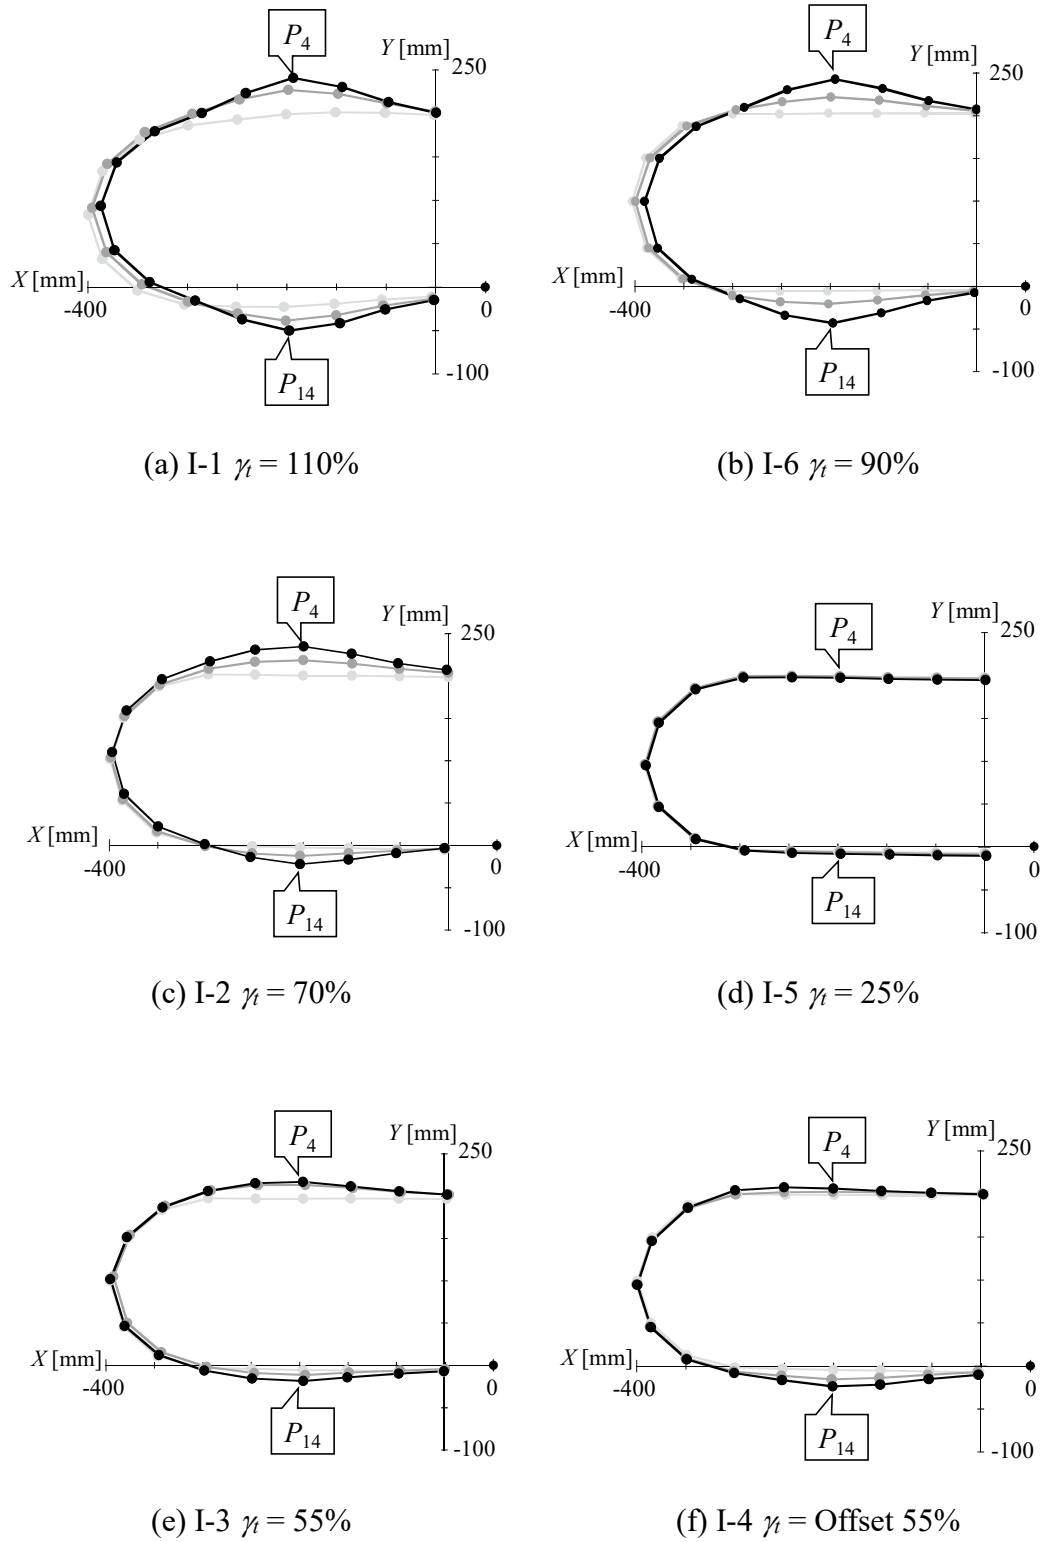 P4
Y [mm] 250
X [mm]
-400
0
P14
-100
(a) I-1 γt = 110%
P4
Y [mm]
250
X [mm]
-400
0
P14
-100
(b) I-6 γt = 90%
P4
Y [mm] 250
X [mm]
-400
0
P14
-100
(c) I-2 γt = 70%
P4
Y [mm] 250
X [mm]
-400
0
P14
-100
(d) I-5 γt = 25%
P4
Y [mm] 250
X [mm]
-400
0
P14
-100
(e) I-3 γt = 55%
P4
Y [mm] 250
X [mm]
-400
0
P14
-100
(f) I-4 γt = Offset 55%